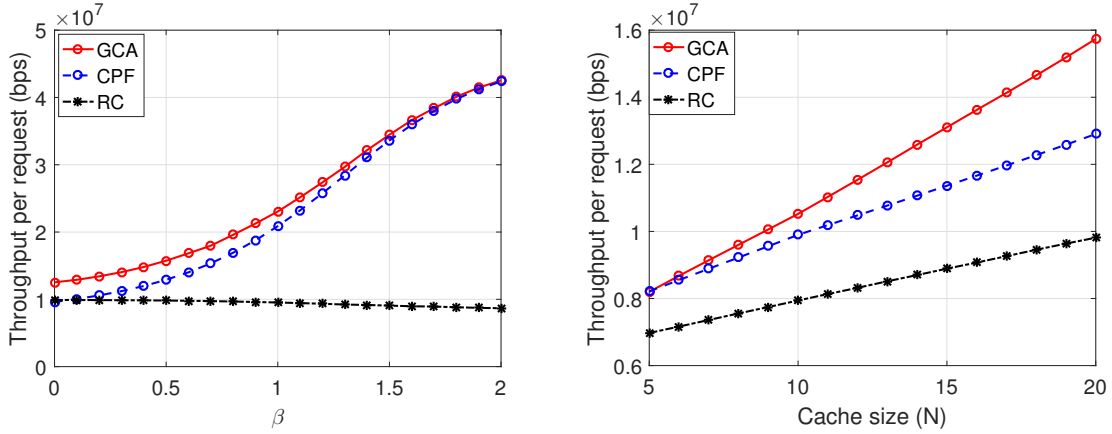 ×10^7
5
4
3
2
1
0
Throughput per request (bps)
GCA
CPF
RC
0
0.5
1
1.5
2
β
×10^7
1.6
1.4
1.2
1
0.8
0.6
Throughput per request (bps)
GCA
CPF
RC
5
10
15
20
Cache size (N)